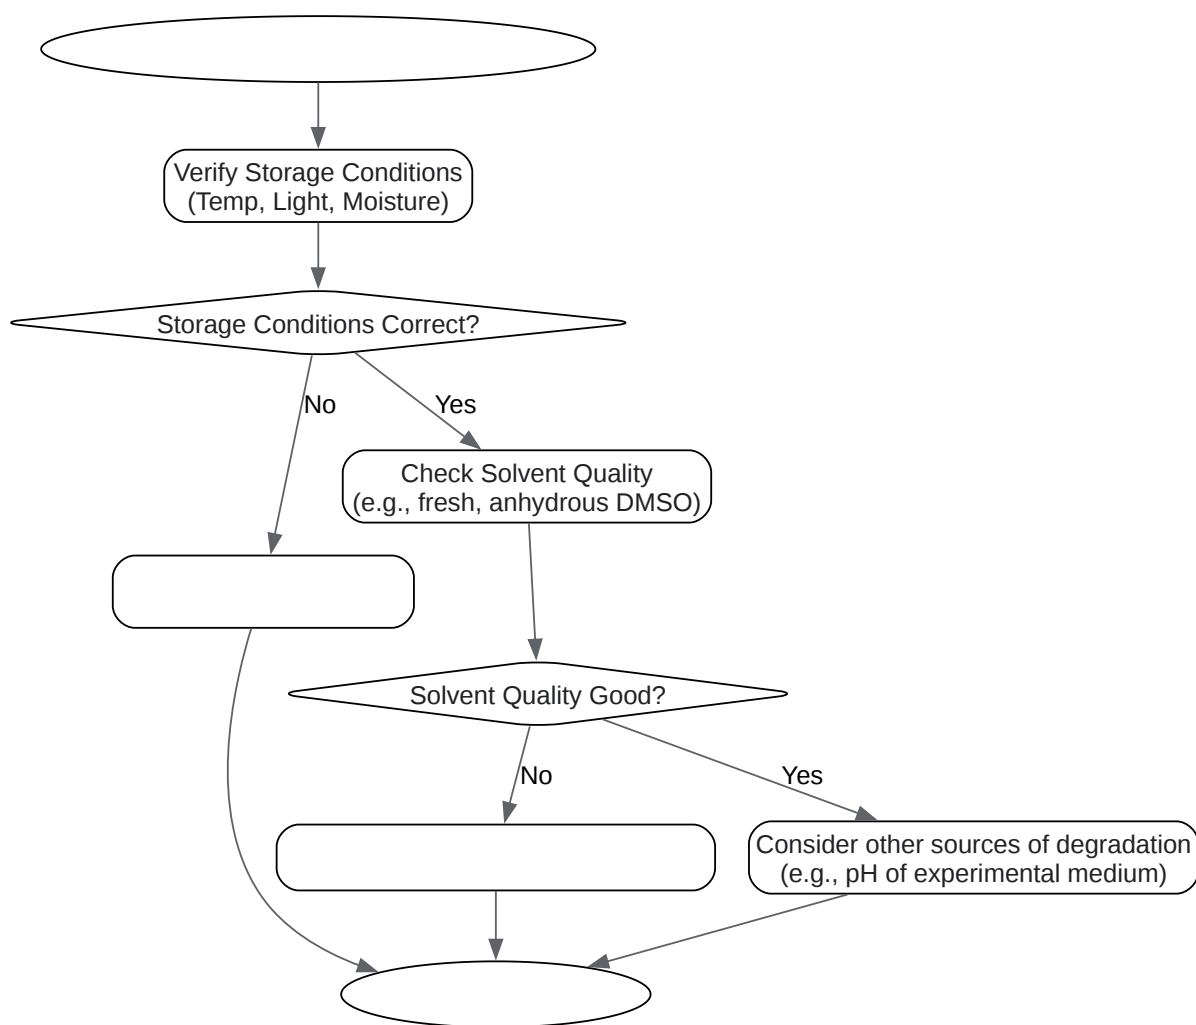 Verify Storage Conditions
(Temp, Light, Moisture)
Storage Conditions Correct?
No
Yes
Check Solvent Quality
(e.g., fresh, anhydrous DMSO)
Solvent Quality Good?
No
Yes
Consider other sources of degradation
(e.g., pH of experimental medium)